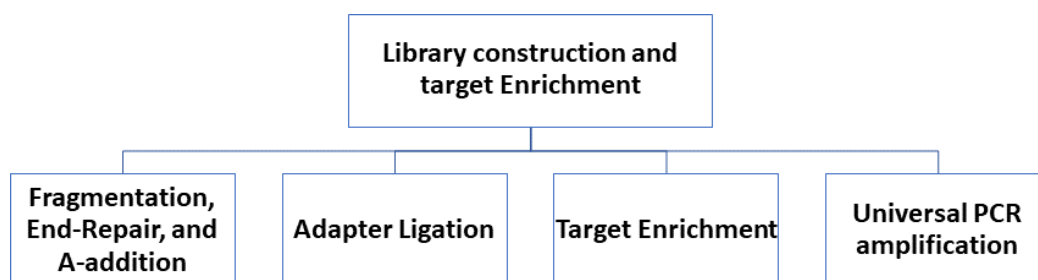 Library construction and
target Enrichment
Fragmentation,
End-Repair, and
A-addition
Adapter Ligation
Target Enrichment
Universal PCR
amplification